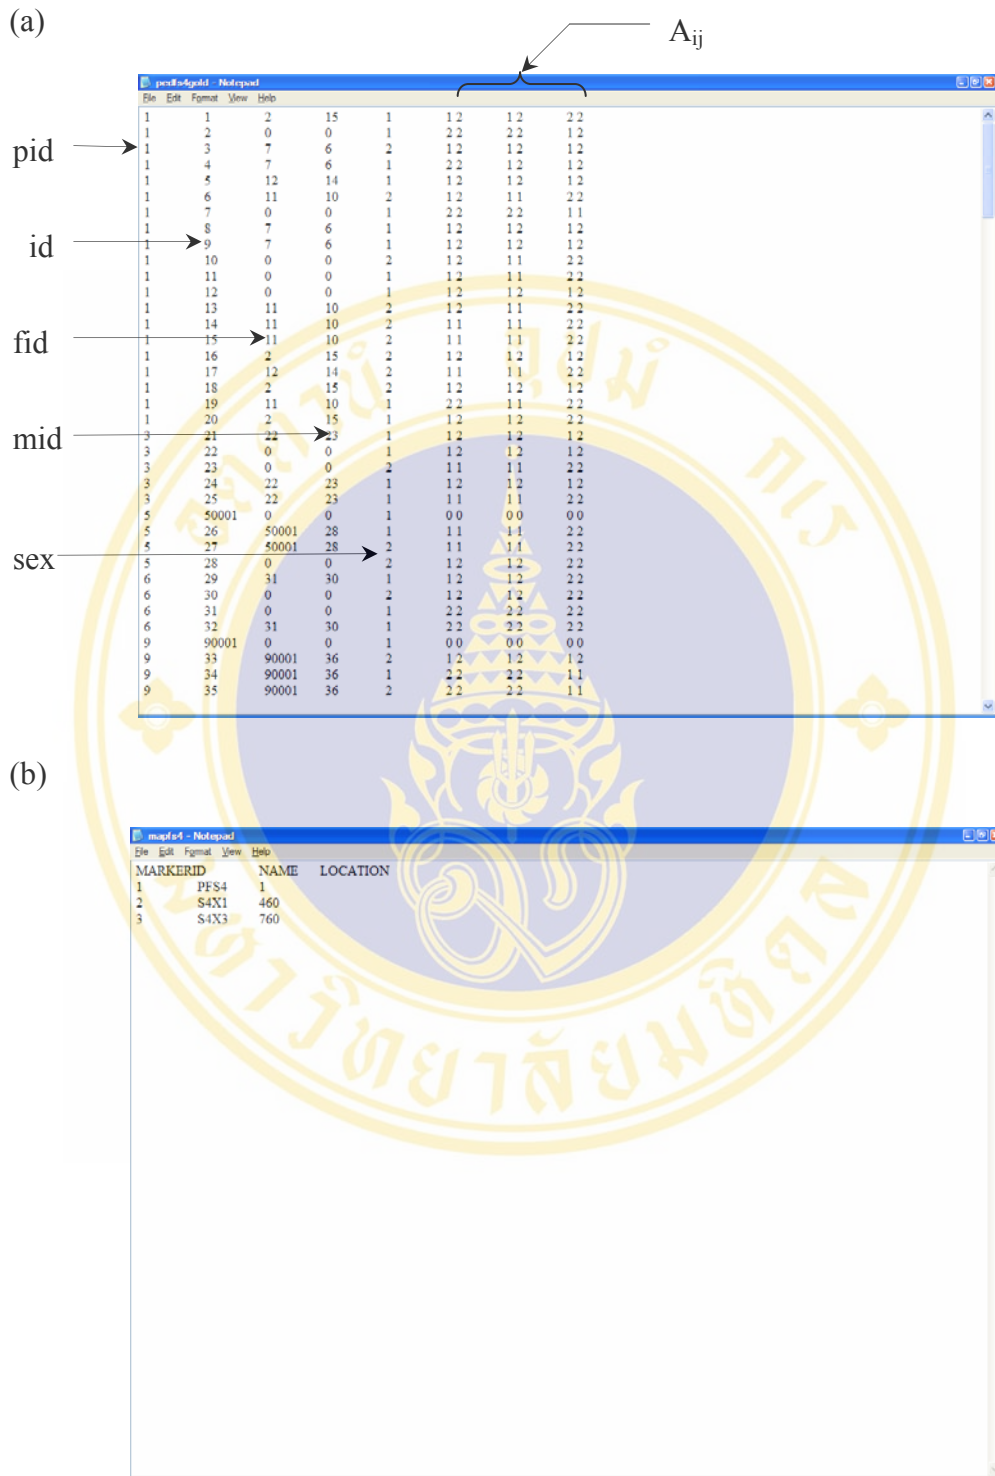 (a)
A_ij
pedfs4gold - Notepad
File Edit Format View Help
1 1 2 15 1 1 2 1 2 2 2
1 2 0 0 1 2 2 2 2 1 2
pid
1 3 7 6 2 1 2 1 2 1 2
1 4 7 6 1 2 2 1 2 1 2
1 5 12 14 1 1 2 1 2 1 2
1 6 11 10 2 1 2 1 1 2 2
1 7 0 0 1 2 2 2 2 1 1
1 8 7 6 1 1 2 1 2 1 2
id
1 9 7 6 1 1 2 1 2 1 2
1 10 0 0 2 1 2 1 1 2 2
1 11 0 0 1 1 2 1 1 2 2
1 12 0 0 1 1 2 1 2 1 2
1 13 11 10 2 1 2 1 1 2 2
1 14 11 10 2 1 1 1 1 2 2
fid
1 15 11 10 2 1 1 1 1 2 2
1 16 2 15 2 1 2 1 2 1 2
1 17 12 14 2 1 1 1 1 2 2
1 18 2 15 2 1 2 1 2 1 2
1 19 11 10 1 2 2 1 1 2 2
1 20 2 15 1 1 2 1 2 2 2
mid
3 21 22 23 1 1 2 1 2 1 2
3 22 0 0 1 1 2 1 2 1 2
3 23 0 0 2 1 1 1 1 2 2
3 24 22 23 1 1 2 1 2 1 2
3 25 22 23 1 1 1 1 1 2 2
5 50001 0 0 1 0 0 0 0 0 0
5 26 50001 28 1 1 1 1 1 2 2
5 27 50001 28 2 1 1 1 1 2 2
sex
5 28 0 0 2 1 2 1 2 2 2
6 29 31 30 1 1 2 1 2 2 2
6 30 0 0 2 1 2 1 2 2 2
6 31 0 0 1 2 2 2 2 2 2
6 32 31 30 1 2 2 2 2 2 2
9 90001 0 0 1 0 0 0 0 0 0
9 33 90001 36 2 1 2 1 2 1 2
9 34 90001 36 1 2 2 2 2 1 1
9 35 90001 36 2 2 2 2 2 1 1
(b)
mapfs4 - Notepad
File Edit Format View Help
MARKERID NAME LOCATION
1 PFS4 1
2 S4X1 460
3 S4X3 760
มหาวิทยาลัยมหิดล